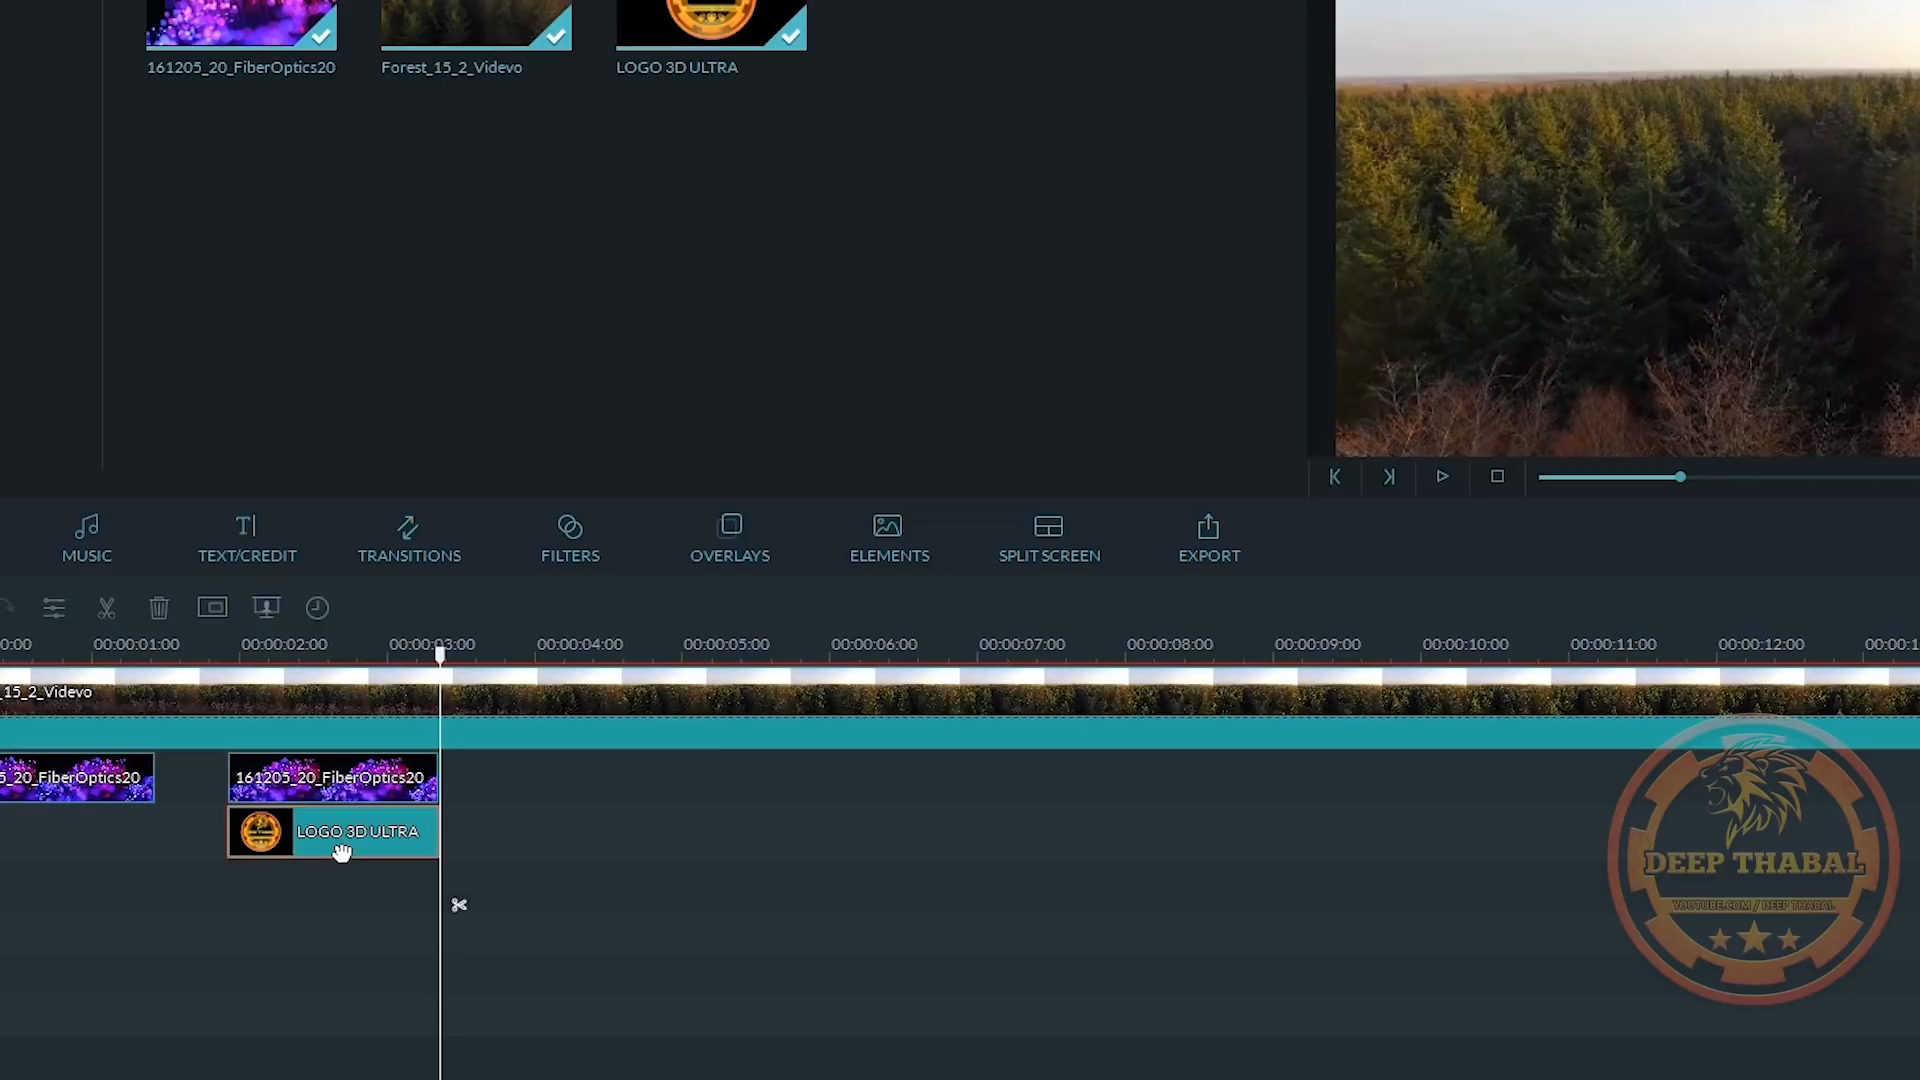 161205_20_FiberOptics20
Forest_15_2_Videvo
LOGO 3D ULTRA
MUSIC
TEXT/CREDIT
TRANSITIONS
FILTERS
OVERLAYS
ELEMENTS
SPLIT SCREEN
EXPORT
0:00 00:00:01:00 00:00:02:00 00:00:03:00 00:00:04:00 00:00:05:00 00:00:06:00 00:00:07:00 00:00:08:00 00:00:09:00 00:00:10:00 00:00:11:00 00:00:12:00 00:00:1
_15_2_Videvo
5_20_FiberOptics20
161205_20_FiberOptics20
LOGO 3D ULTRA
DEEP THABAL
YOUTUBE.COM / DEEP THABAL